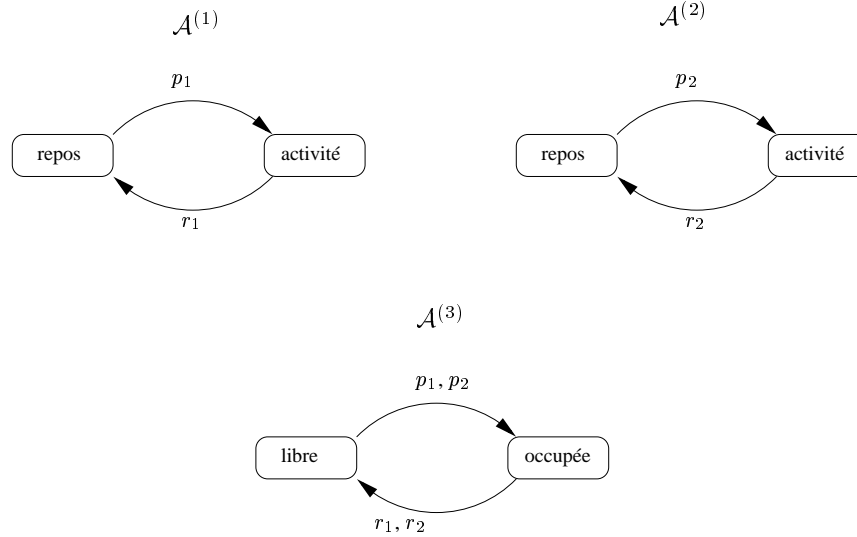 𝒜⁽¹⁾
𝒜⁽²⁾
p₁
p₂
repos
activité
repos
activité
r₁
r₂
𝒜⁽³⁾
p₁, p₂
libre
occupée
r₁, r₂